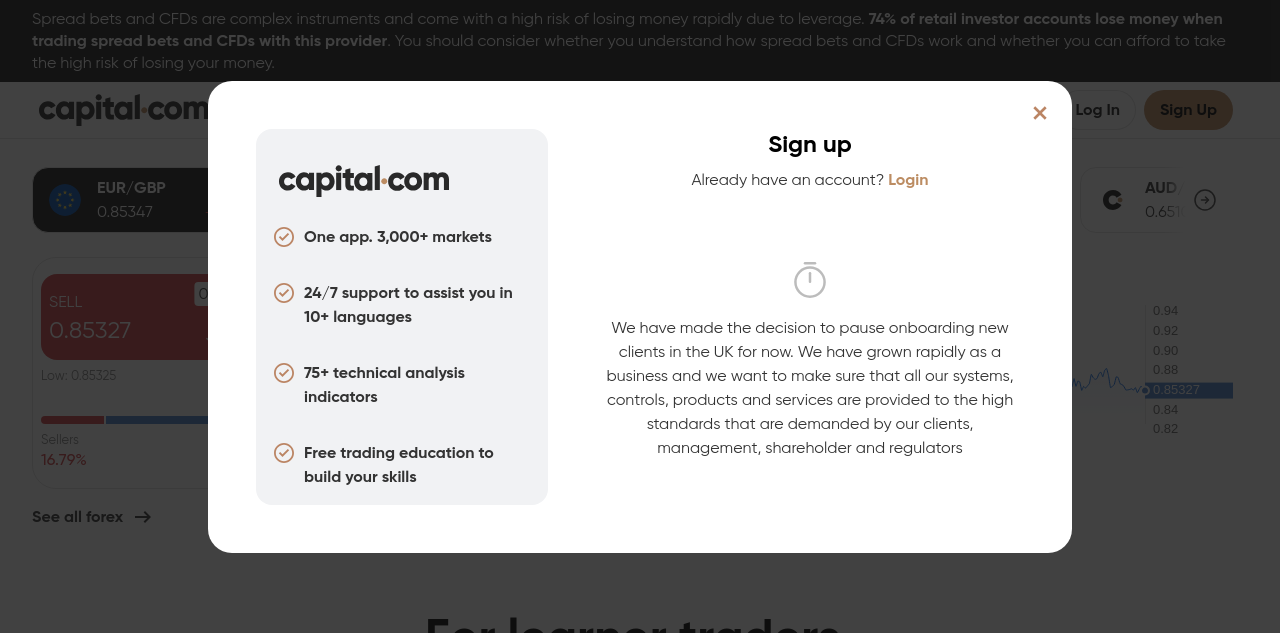 Spread bets and CFDs are complex instruments and come with a high risk of losing money rapidly due to leverage. 74% of retail investor accounts lose money when
trading spread bets and CFDs with this provider. You should consider whether you understand how spread bets and CFDs work and whether you can afford to take
the high risk of losing your money.
capital.com
Log In
Sign Up
EUR/GBP
0.85347
AUD
SELL
0.85327
Low: 0.85325
Sellers
16.79%
See all forex
capital.com
One app. 3,000+ markets
24/7 support to assist you in
10+ languages
75+ technical analysis
indicators
Free trading education to
build your skills
Sign up
Already have an account? Login
We have made the decision to pause onboarding new
clients in the UK for now. We have grown rapidly as a
business and we want to make sure that all our systems,
controls, products and services are provided to the high
standards that are demanded by our clients,
management, shareholder and regulators
0.94
0.92
0.90
0.88
0.85327
0.84
0.82
For learner traders